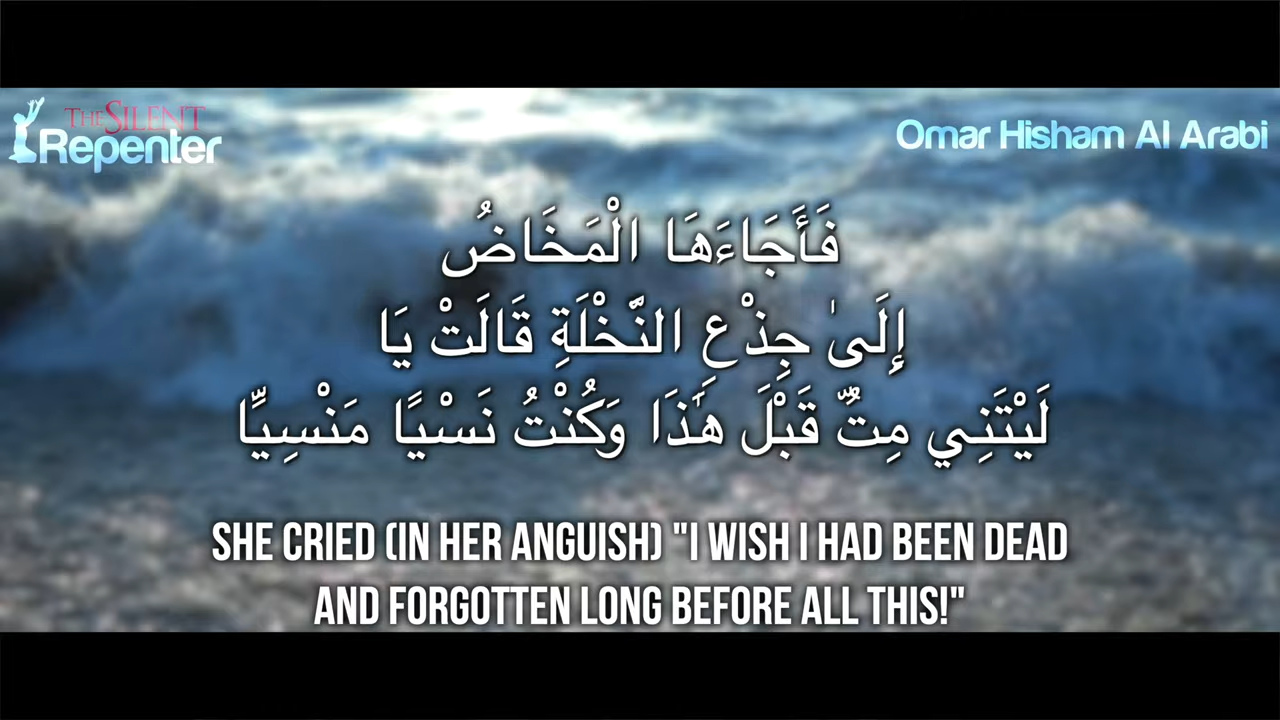 THE SILENT
Repenter
Omar Hisham Al Arabi
فَأَجَاءَهَا الْمَخَاضُ
إِلَىٰ جِذْعِ النَّخْلَةِ قَالَتْ يَا
لَيْتَنِي مِتُّ قَبْلَ هَٰذَا وَكُنْتُ نَسْيًا مَنْسِيًّا
SHE CRIED (IN HER ANGUISH) "I WISH I HAD BEEN DEAD
AND FORGOTTEN LONG BEFORE ALL THIS!"